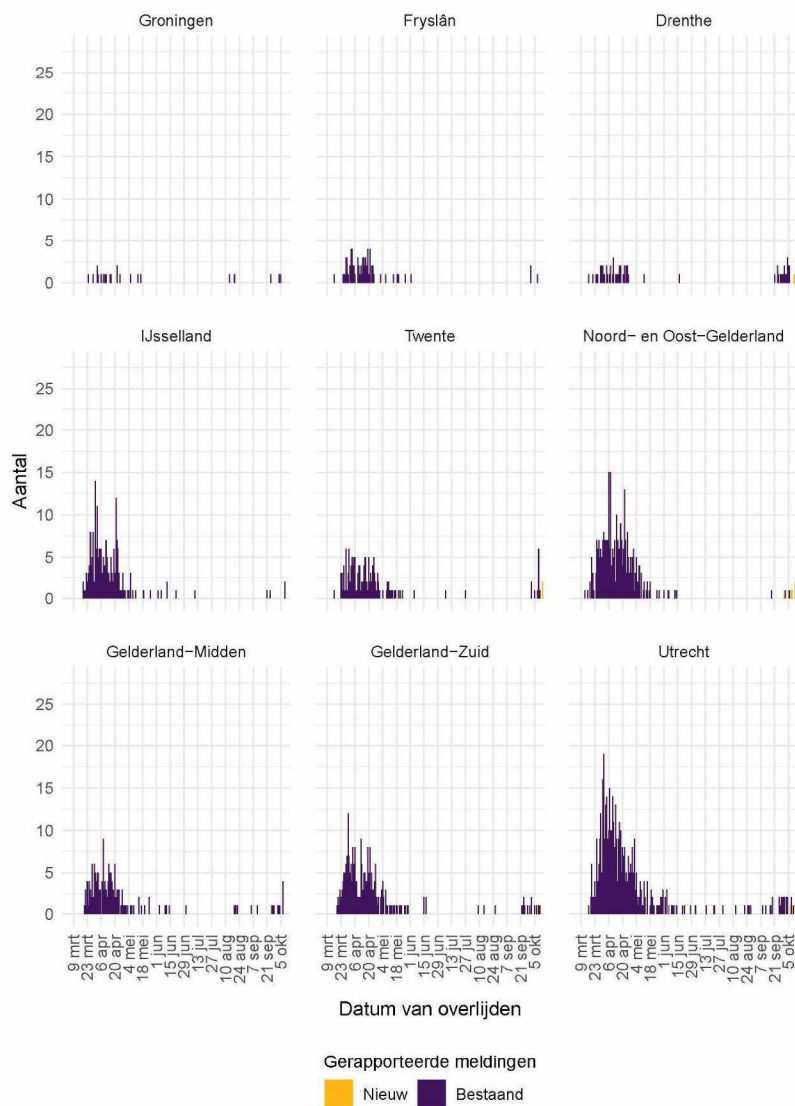 Groningen
Fryslân
Drenthe
25
20
15
10
5
0
IJsselland
Twente
Noord- en Oost-Gelderland
25
20
15
10
5
0
Gelderland-Midden
Gelderland-Zuid
Utrecht
25
20
15
10
5
0
Aantal
9 mrt
23 mrt
6 apr
20 apr
4 mei
18 mei
1 jun
15 jun
29 jun
13 jul
27 jul
10 aug
24 aug
7 sep
21 sep
5 okt
9 mrt
23 mrt
6 apr
20 apr
4 mei
18 mei
1 jun
15 jun
29 jun
13 jul
27 jul
10 aug
24 aug
7 sep
21 sep
5 okt
9 mrt
23 mrt
6 apr
20 apr
4 mei
18 mei
1 jun
15 jun
29 jun
13 jul
27 jul
10 aug
24 aug
7 sep
21 sep
5 okt
Datum van overlijden
Gerapporteerde meldingen
Nieuw
Bestaand